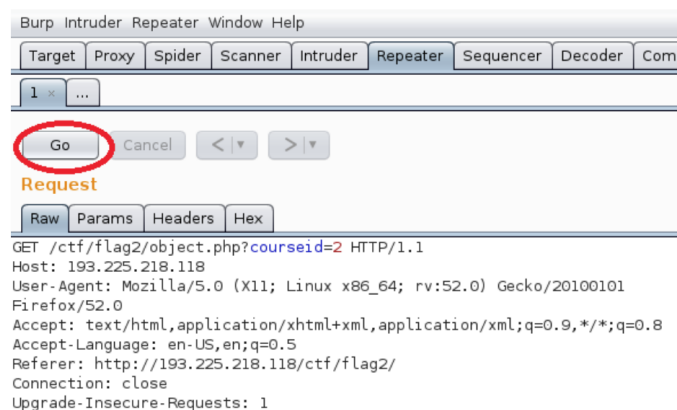 Burp Intruder Repeater Window Help
Target Proxy Spider Scanner Intruder Repeater Sequencer Decoder Com
1 × ...
Go Cancel < > 
Request
Raw Params Headers Hex
GET /ctf/flag2/object.php?courseid=2 HTTP/1.1
Host: 193.225.218.118
User-Agent: Mozilla/5.0 (X11; Linux x86_64; rv:52.0) Gecko/20100101
Firefox/52.0
Accept: text/html,application/xhtml+xml,application/xml;q=0.9,*/*;q=0.8
Accept-Language: en-US,en;q=0.5
Referer: http://193.225.218.118/ctf/flag2/
Connection: close
Upgrade-Insecure-Requests: 1